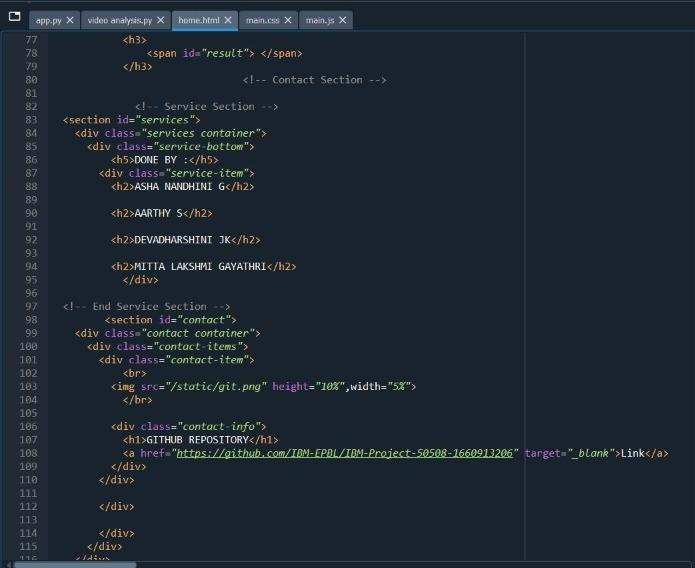 app.py video analysis.py home.html main.css main.js
77 <h3>
78 <span id="result"> </span>
79 </h3>
80 <!-- Contact Section -->
81
82 <!-- Service Section -->
83 <section id="services">
84 <div class="services container">
85 <div class="service-bottom">
86 <h5>DONE BY :</h5>
87 <div class="service-item">
88 <h2>ASHA NANDHINI G</h2>
89
90 <h2>AARTHY S</h2>
91
92 <h2>DEVADHARSHINI JK</h2>
93
94 <h2>MITTA LAKSHMI GAYATHRI</h2>
95 </div>
96
97 <!-- End Service Section -->
98 <section id="contact">
99 <div class="contact container">
100 <div class="contact-items">
101 <div class="contact-item">
102 <br>
103 <img src="/static/git.png" height="10%",width="5%">
104 </br>
105
106 <div class="contact-info">
107 <h1>GITHUB REPOSITORY</h1>
108 <a href="https://github.com/IBM-EPBL/IBM-Project-50508-1660913206" target="_blank">Link</a>
109 </div>
110 </div>
111
112 </div>
113
114 </div>
115 </div>
116 </div>